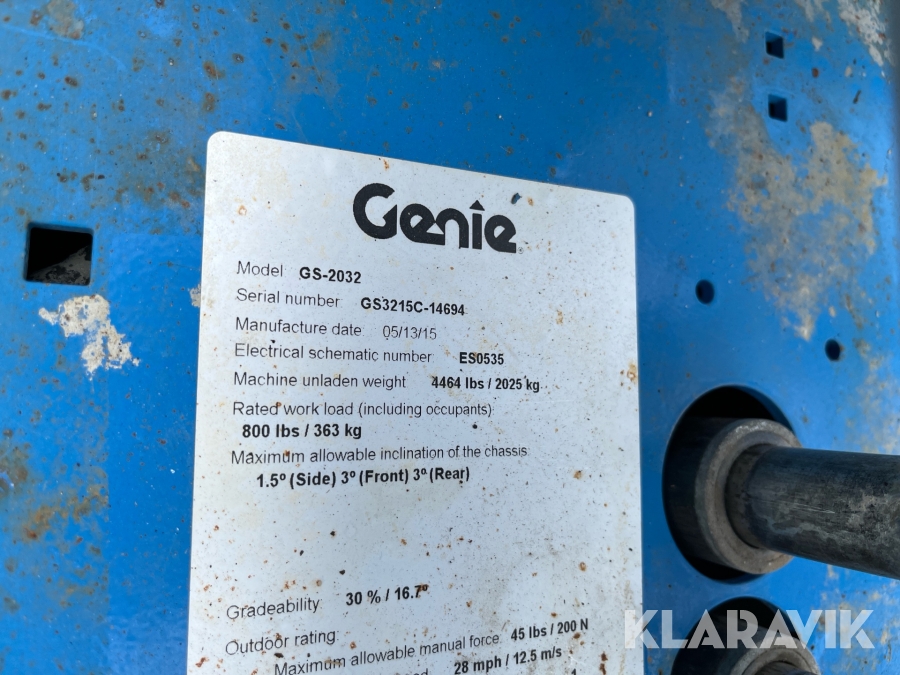 Genie
Model GS-2032
Serial number GS3215C-14694
Manufacture date 05/13/15
Electrical schematic number ES0535
Machine unladen weight 4464 lbs / 2025 kg
Rated work load (including occupants)
800 lbs / 363 kg
Maximum allowable inclination of the chassis
1.5º (Side) 3º (Front) 3º (Rear)
Gradeability 30 % / 16.7º
Outdoor rating:
Maximum allowable manual force 45 lbs / 200 N
28 mph / 12.5 m/s
KLARAVIK